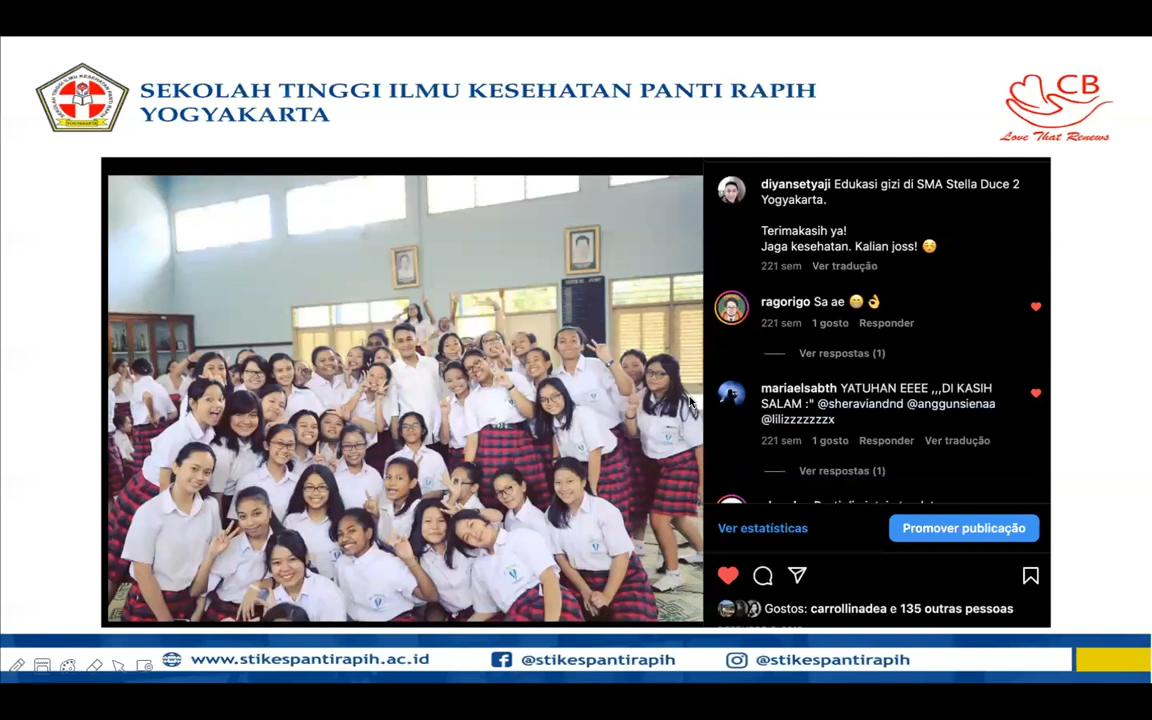 SEKOLAH TINGGI ILMU KESEHATAN PANTI RAPIH
YOGYAKARTA
CB
Love That Renews
diyansetyaji Edukasi gizi di SMA Stella Duce 2
Yogyakarta.
Terimakasih ya!
Jaga kesehatan. Kalian joss! ☺️
221 sem Ver tradução
ragorigo Sa ae 😁👌
221 sem 1 gosto Responder
Ver respostas (1)
mariaelsabth YATUHAN EEEE ,,,DI KASIH
SALAM :" @sheraviandnd @anggunsienaa
@lilizzzzzzzx
221 sem 1 gosto Responder Ver tradução
Ver respostas (1)
Ver estatísticas
Promover publicação
Gostos: carrollinadea e 135 outras pessoas
www.stikespantirapih.ac.id
@stikespantirapih
@stikespantirapih